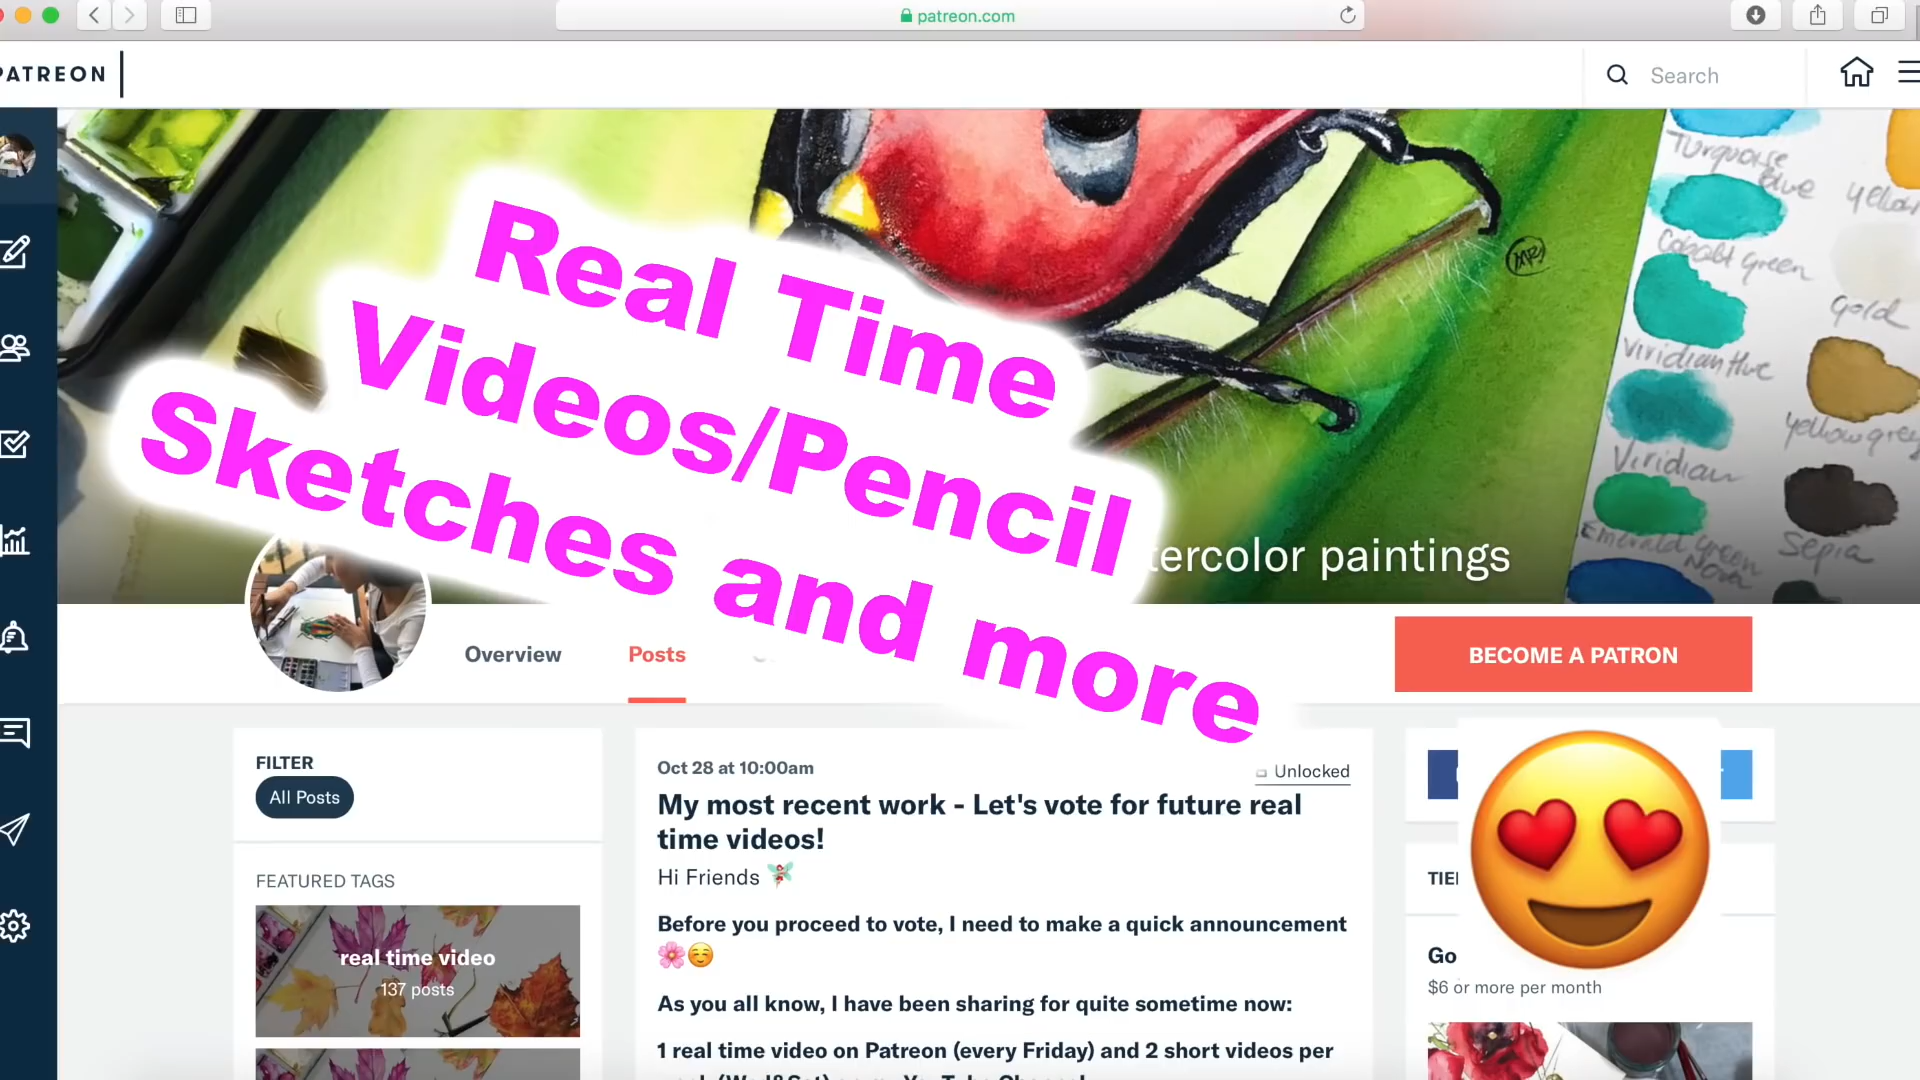 patreon.com
PATREON
Search
Turquoise
Blue
Yellow
Cobalt Green
Gold
Viridian Hue
Yellow grey
Viridian
Sepia
Emerald Green
Nova
Real Time
Videos/Pencil
Sketches and more
tercolor paintings
Overview
Posts
BECOME A PATRON
FILTER
All Posts
FEATURED TAGS
real time video
137 posts
Oct 28 at 10:00am
Unlocked
My most recent work - Let's vote for future real
time videos!
Hi Friends
Before you proceed to vote, I need to make a quick announcement
As you all know, I have been sharing for quite sometime now:
1 real time video on Patreon (every Friday) and 2 short videos per
TIE
Go
$6 or more per month